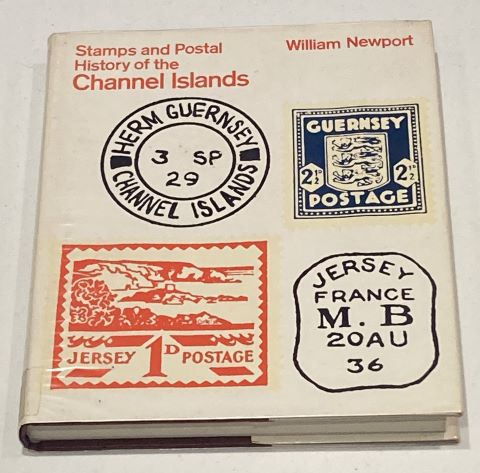 Stamps and Postal
History of the
Channel Islands
William Newport
HERM GUERNSEY
3 SP
29
CHANNEL ISLANDS
GUERNSEY
2½D 2½D
POSTAGE
JERSEY 1D POSTAGE
JERSEY
FRANCE
M.B
20AU
36